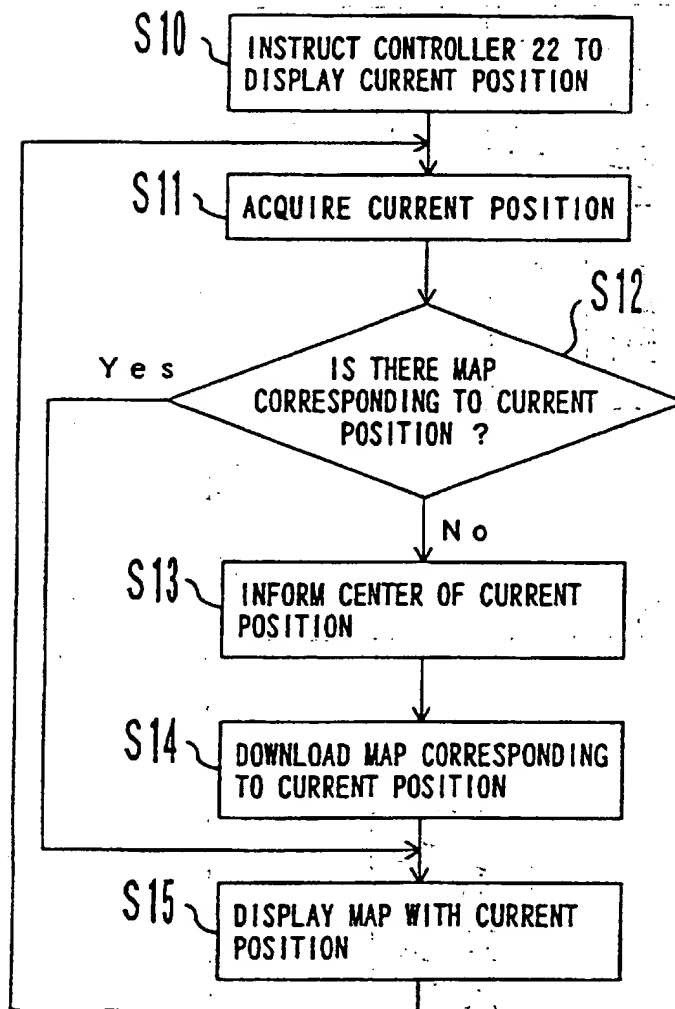 S10
INSTRUCT CONTROLLER 22 TO
DISPLAY CURRENT POSITION
S11
ACQUIRE CURRENT POSITION
S12
Yes
IS THERE MAP
CORRESPONDING TO CURRENT
POSITION ?
No
S13
INFORM CENTER OF CURRENT
POSITION
S14
DOWNLOAD MAP CORRESPONDING
TO CURRENT POSITION
S15
DISPLAY MAP WITH CURRENT
POSITION